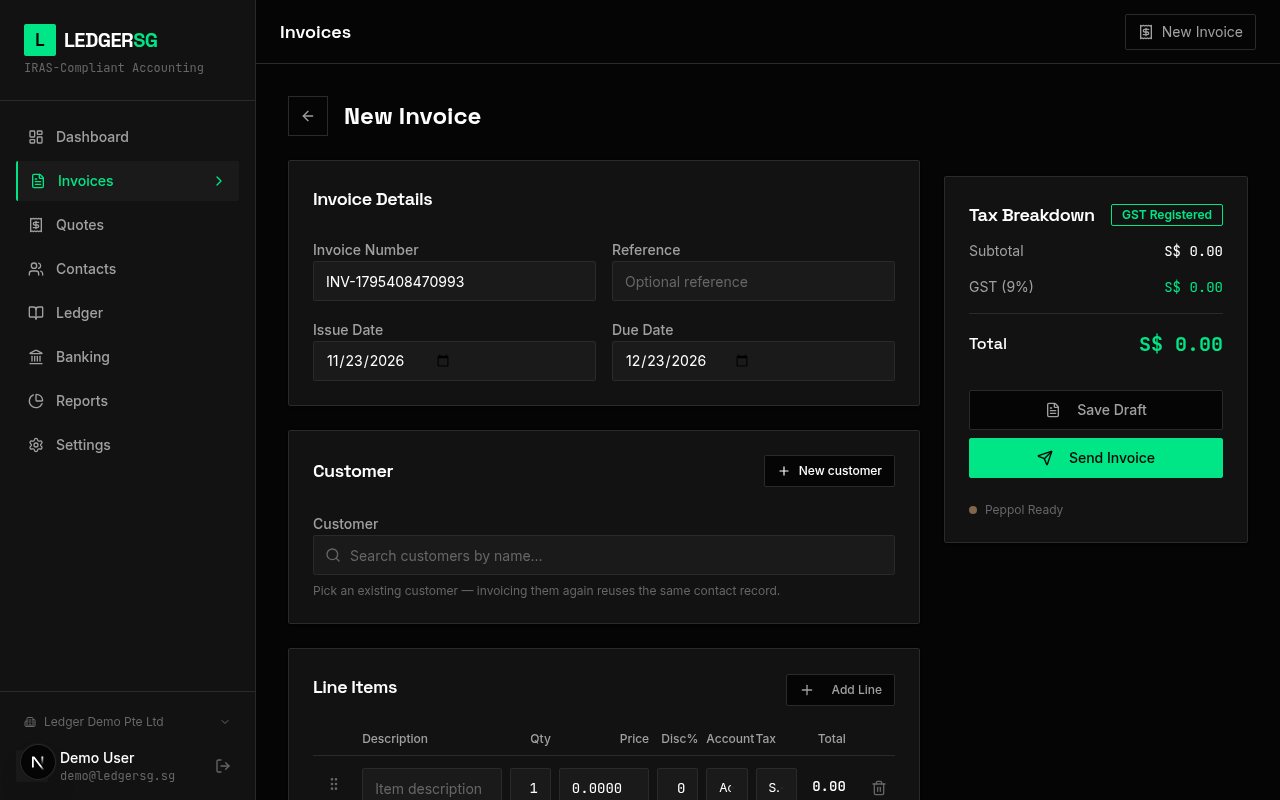 L LEDGERSG
IRAS-Compliant Accounting
Dashboard
Invoices
Quotes
Contacts
Ledger
Banking
Reports
Settings
Ledger Demo Pte Ltd
N
Demo User
demo@ledgersg.sg
Invoices
New Invoice
New Invoice
Invoice Details
Invoice Number
Reference
INV-1795408470993
Optional reference
Issue Date
Due Date
11/23/2026
12/23/2026
Customer
New customer
Customer
Search customers by name...
Pick an existing customer — invoicing them again reuses the same contact record.
Line Items
Add Line
Description Qty Price Disc% Account Tax Total
Item description 1 0.0000 0 Ac S. 0.00
Tax Breakdown GST Registered
Subtotal S$ 0.00
GST (9%) S$ 0.00
Total S$ 0.00
Save Draft
Send Invoice
Peppol Ready